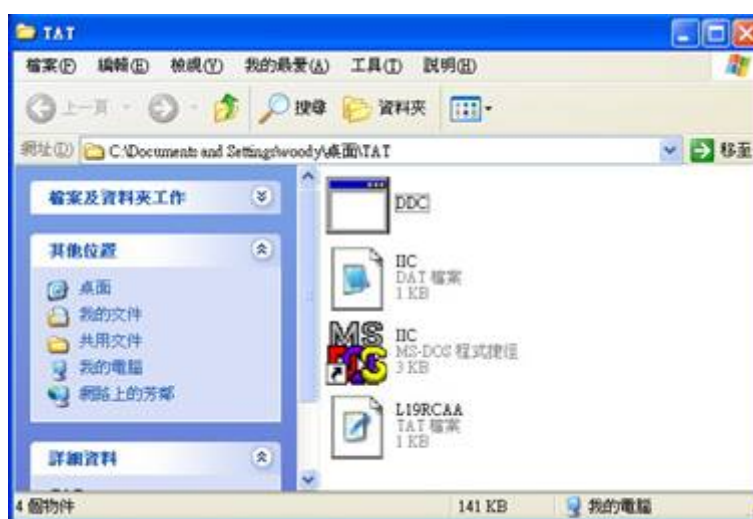 TAT
檔案(F) 編輯(E) 檢視(V) 我的最愛(A) 工具(T) 說明(H)
上一頁 搜尋 資料夾
網址(D) C:\Documents and Settings\woody\桌面\TAT 移至
檔案及資料夾工作
其他位置
桌面
我的文件
共用文件
我的電腦
網路上的芳鄰
詳細資料
DDC
IIC
DAT 檔案
1 KB
MS
IIC
MS-DOS 程式捷徑
3 KB
L19RCAA
TAT 檔案
1 KB
4 個物件 141 KB 我的電腦